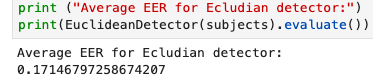 print ("Average EER for Ecludian detector:")
print(EuclideanDetector(subjects).evaluate())
Average EER for Ecludian detector:
0.17146797258674207